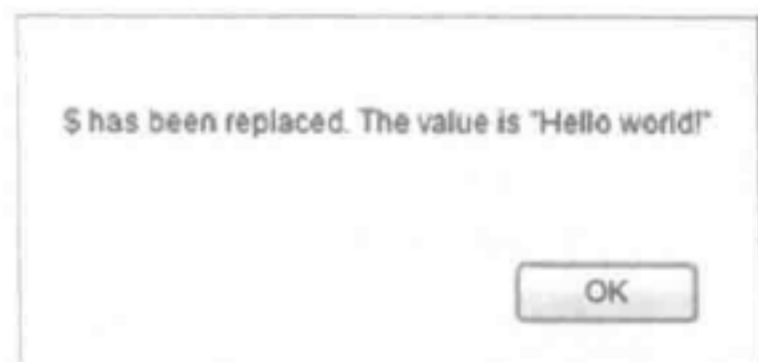 $ has been replaced. The value is "Hello world!"
OK